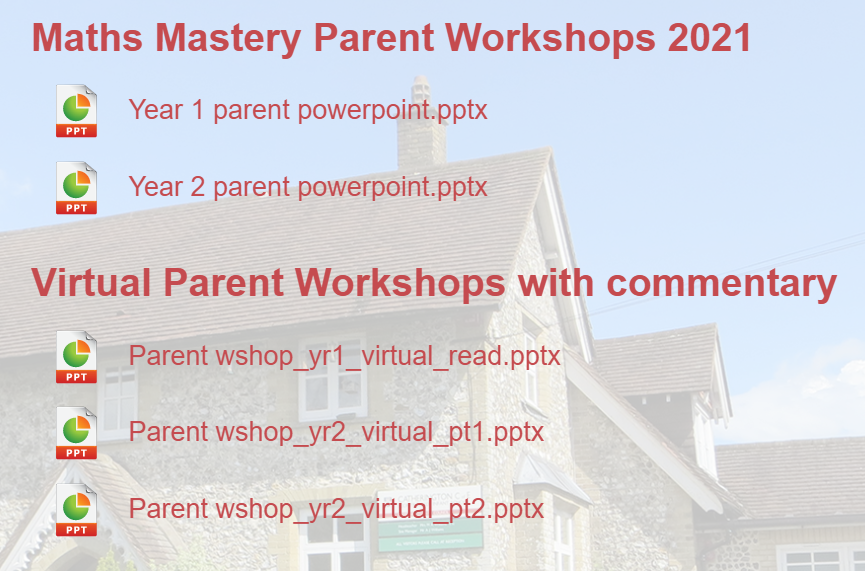 Maths Mastery Parent Workshops 2021
PPT
Year 1 parent powerpoint.pptx
PPT
Year 2 parent powerpoint.pptx
Virtual Parent Workshops with commentary
PPT
Parent wshop_yr1_virtual_read.pptx
PPT
Parent wshop_yr2_virtual_pt1.pptx
PPT
Parent wshop_yr2_virtual_pt2.pptx